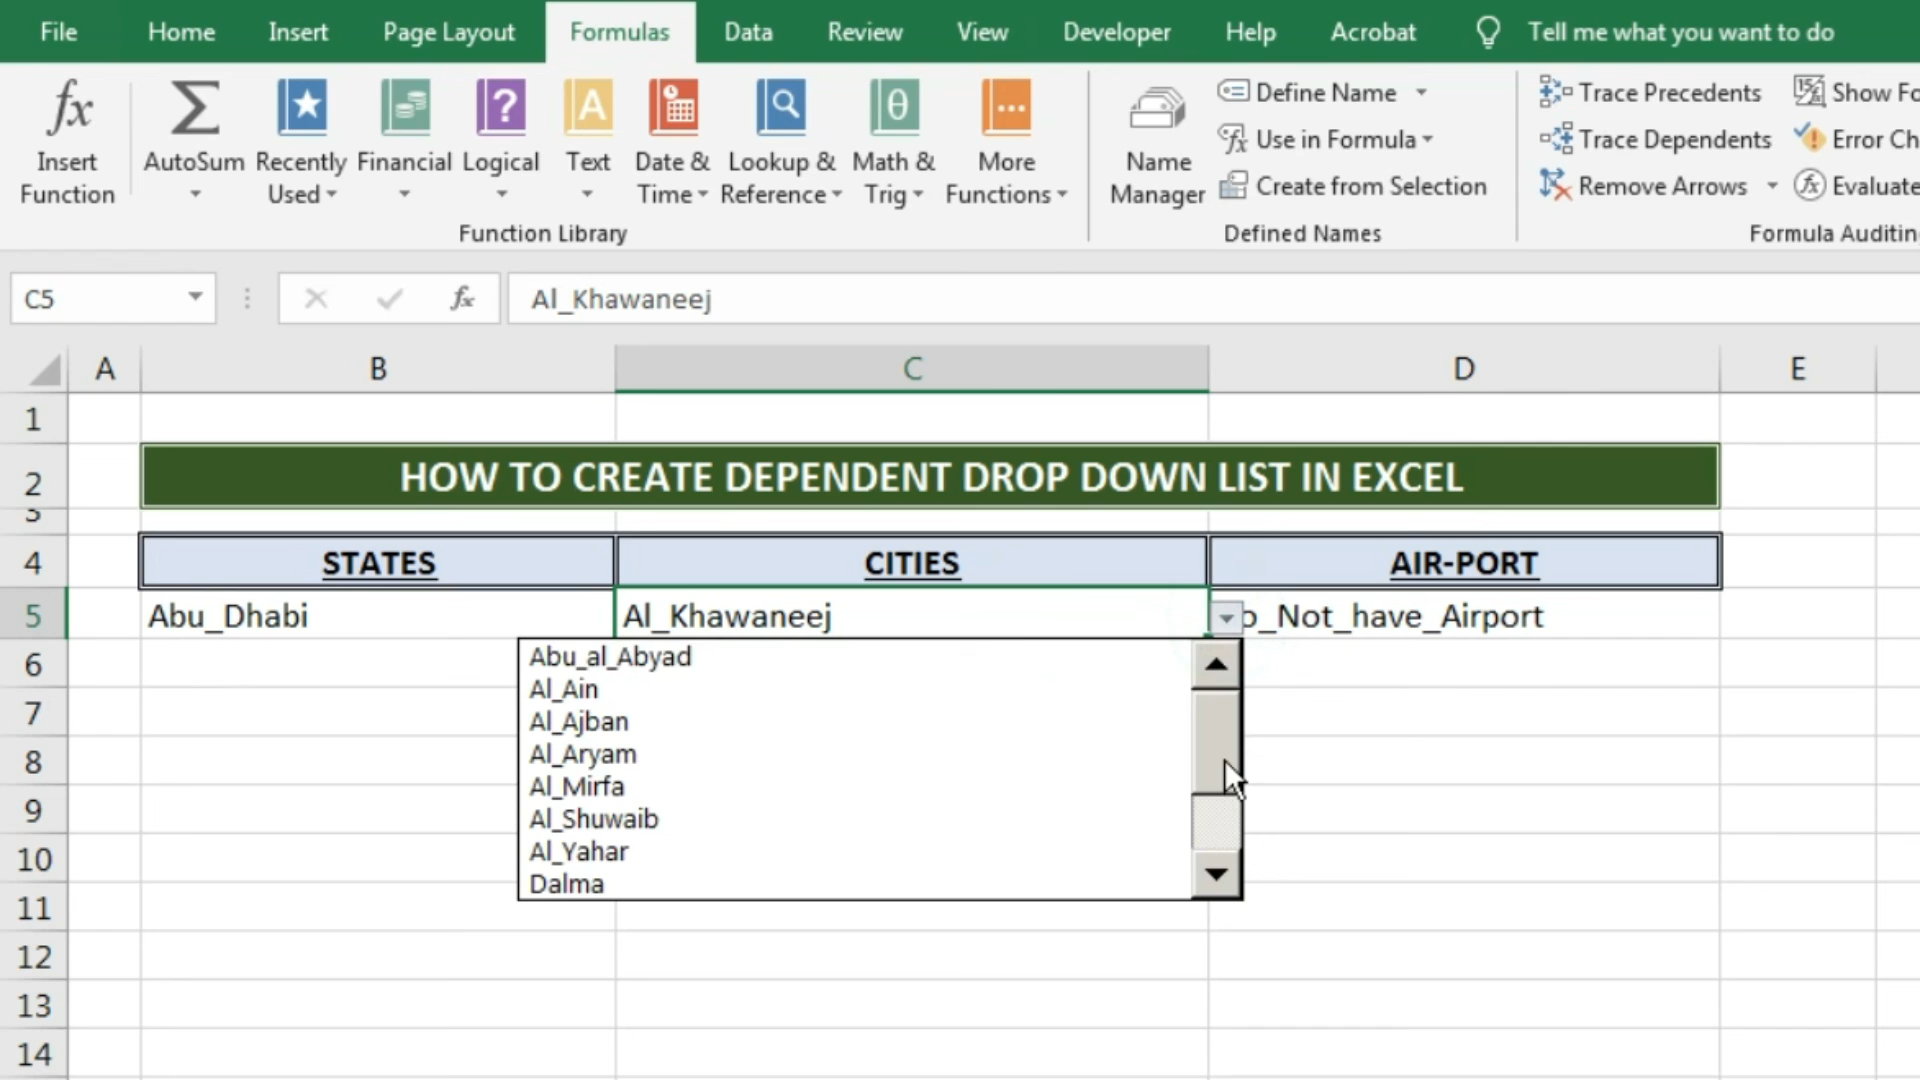 File Home Insert Page Layout Formulas Data Review View Developer Help Acrobat Tell me what you want to do
fx Σ ? A θ
Insert Function
AutoSum
Recently Used
Financial
Logical
Text
Date & Time
Lookup & Reference
Math & Trig
More Functions
Function Library
Name Manager
Define Name
Use in Formula
Create from Selection
Defined Names
Trace Precedents
Trace Dependents
Remove Arrows
Show Fo
Error Ch
Evaluate
Formula Auditin
C5 fx Al_Khawaneej
A B C D E
1
2 HOW TO CREATE DEPENDENT DROP DOWN LIST IN EXCEL
3
4 STATES CITIES AIR-PORT
5 Abu_Dhabi Al_Khawaneej o_Not_have_Airport
6
7
8
9
10
11
12
13
14
Abu_al_Abyad
Al_Ain
Al_Ajban
Al_Aryam
Al_Mirfa
Al_Shuwaib
Al_Yahar
Dalma